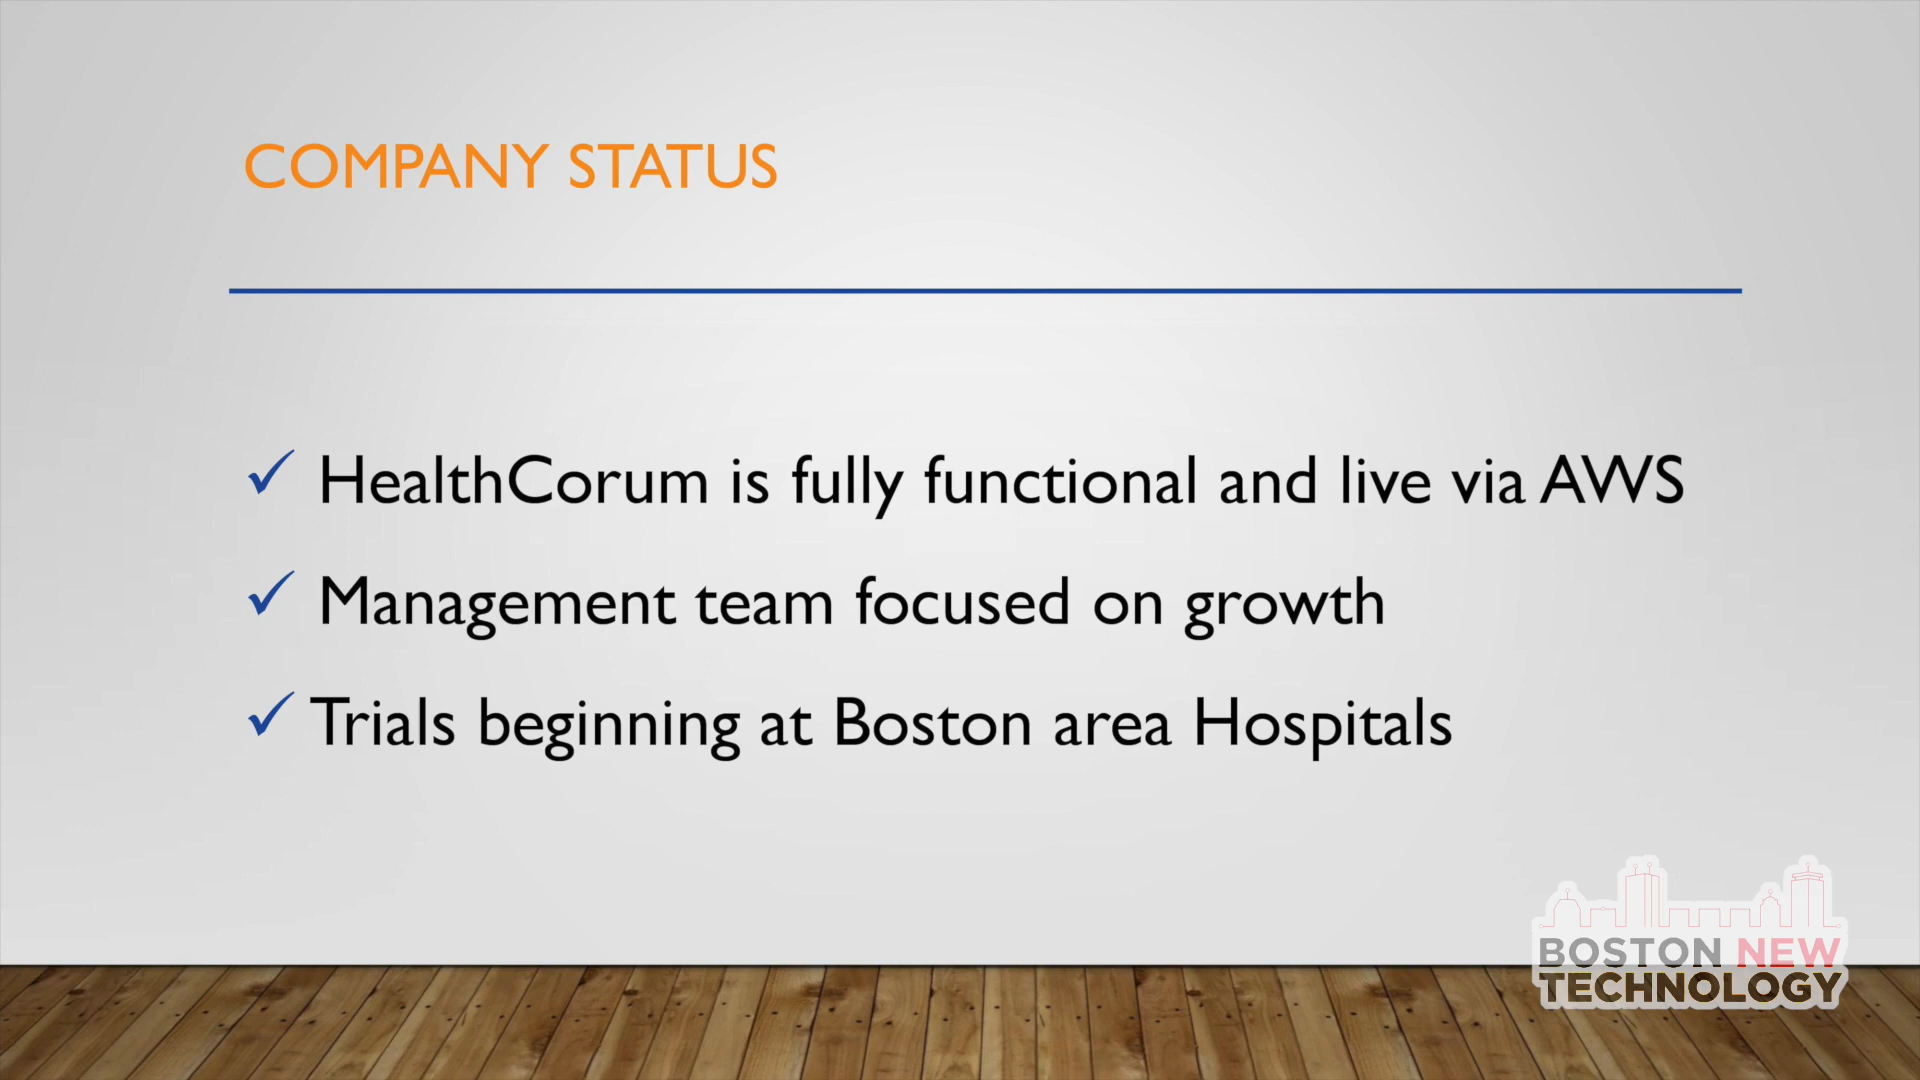 COMPANY STATUS
HealthCorum is fully functional and live via AWS
Management team focused on growth
Trials beginning at Boston area Hospitals
BOSTON NEW
TECHNOLOGY